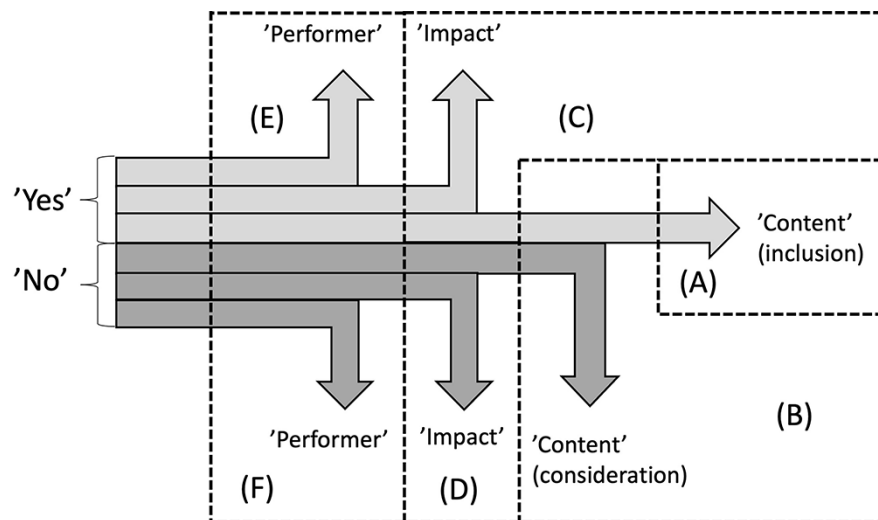 ’Performer’
’Impact’
(E)
(C)
’Yes’
’Content’
(inclusion)
’No’
(A)
(B)
’Performer’
’Impact’
’Content’
(consideration)
(F)
(D)